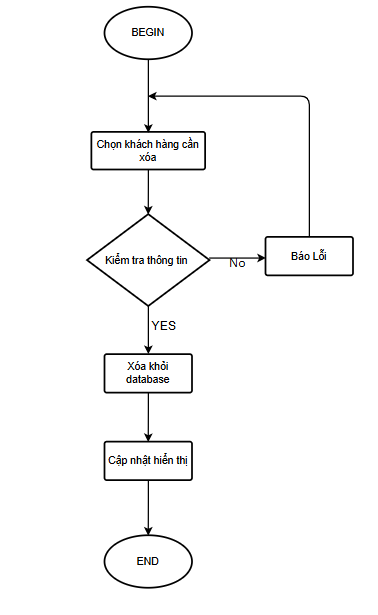 BEGIN
Chọn khách hàng cần
xóa
Kiểm tra thông tin
No
Báo Lỗi
YES
Xóa khỏi
database
Cập nhật hiển thị
END